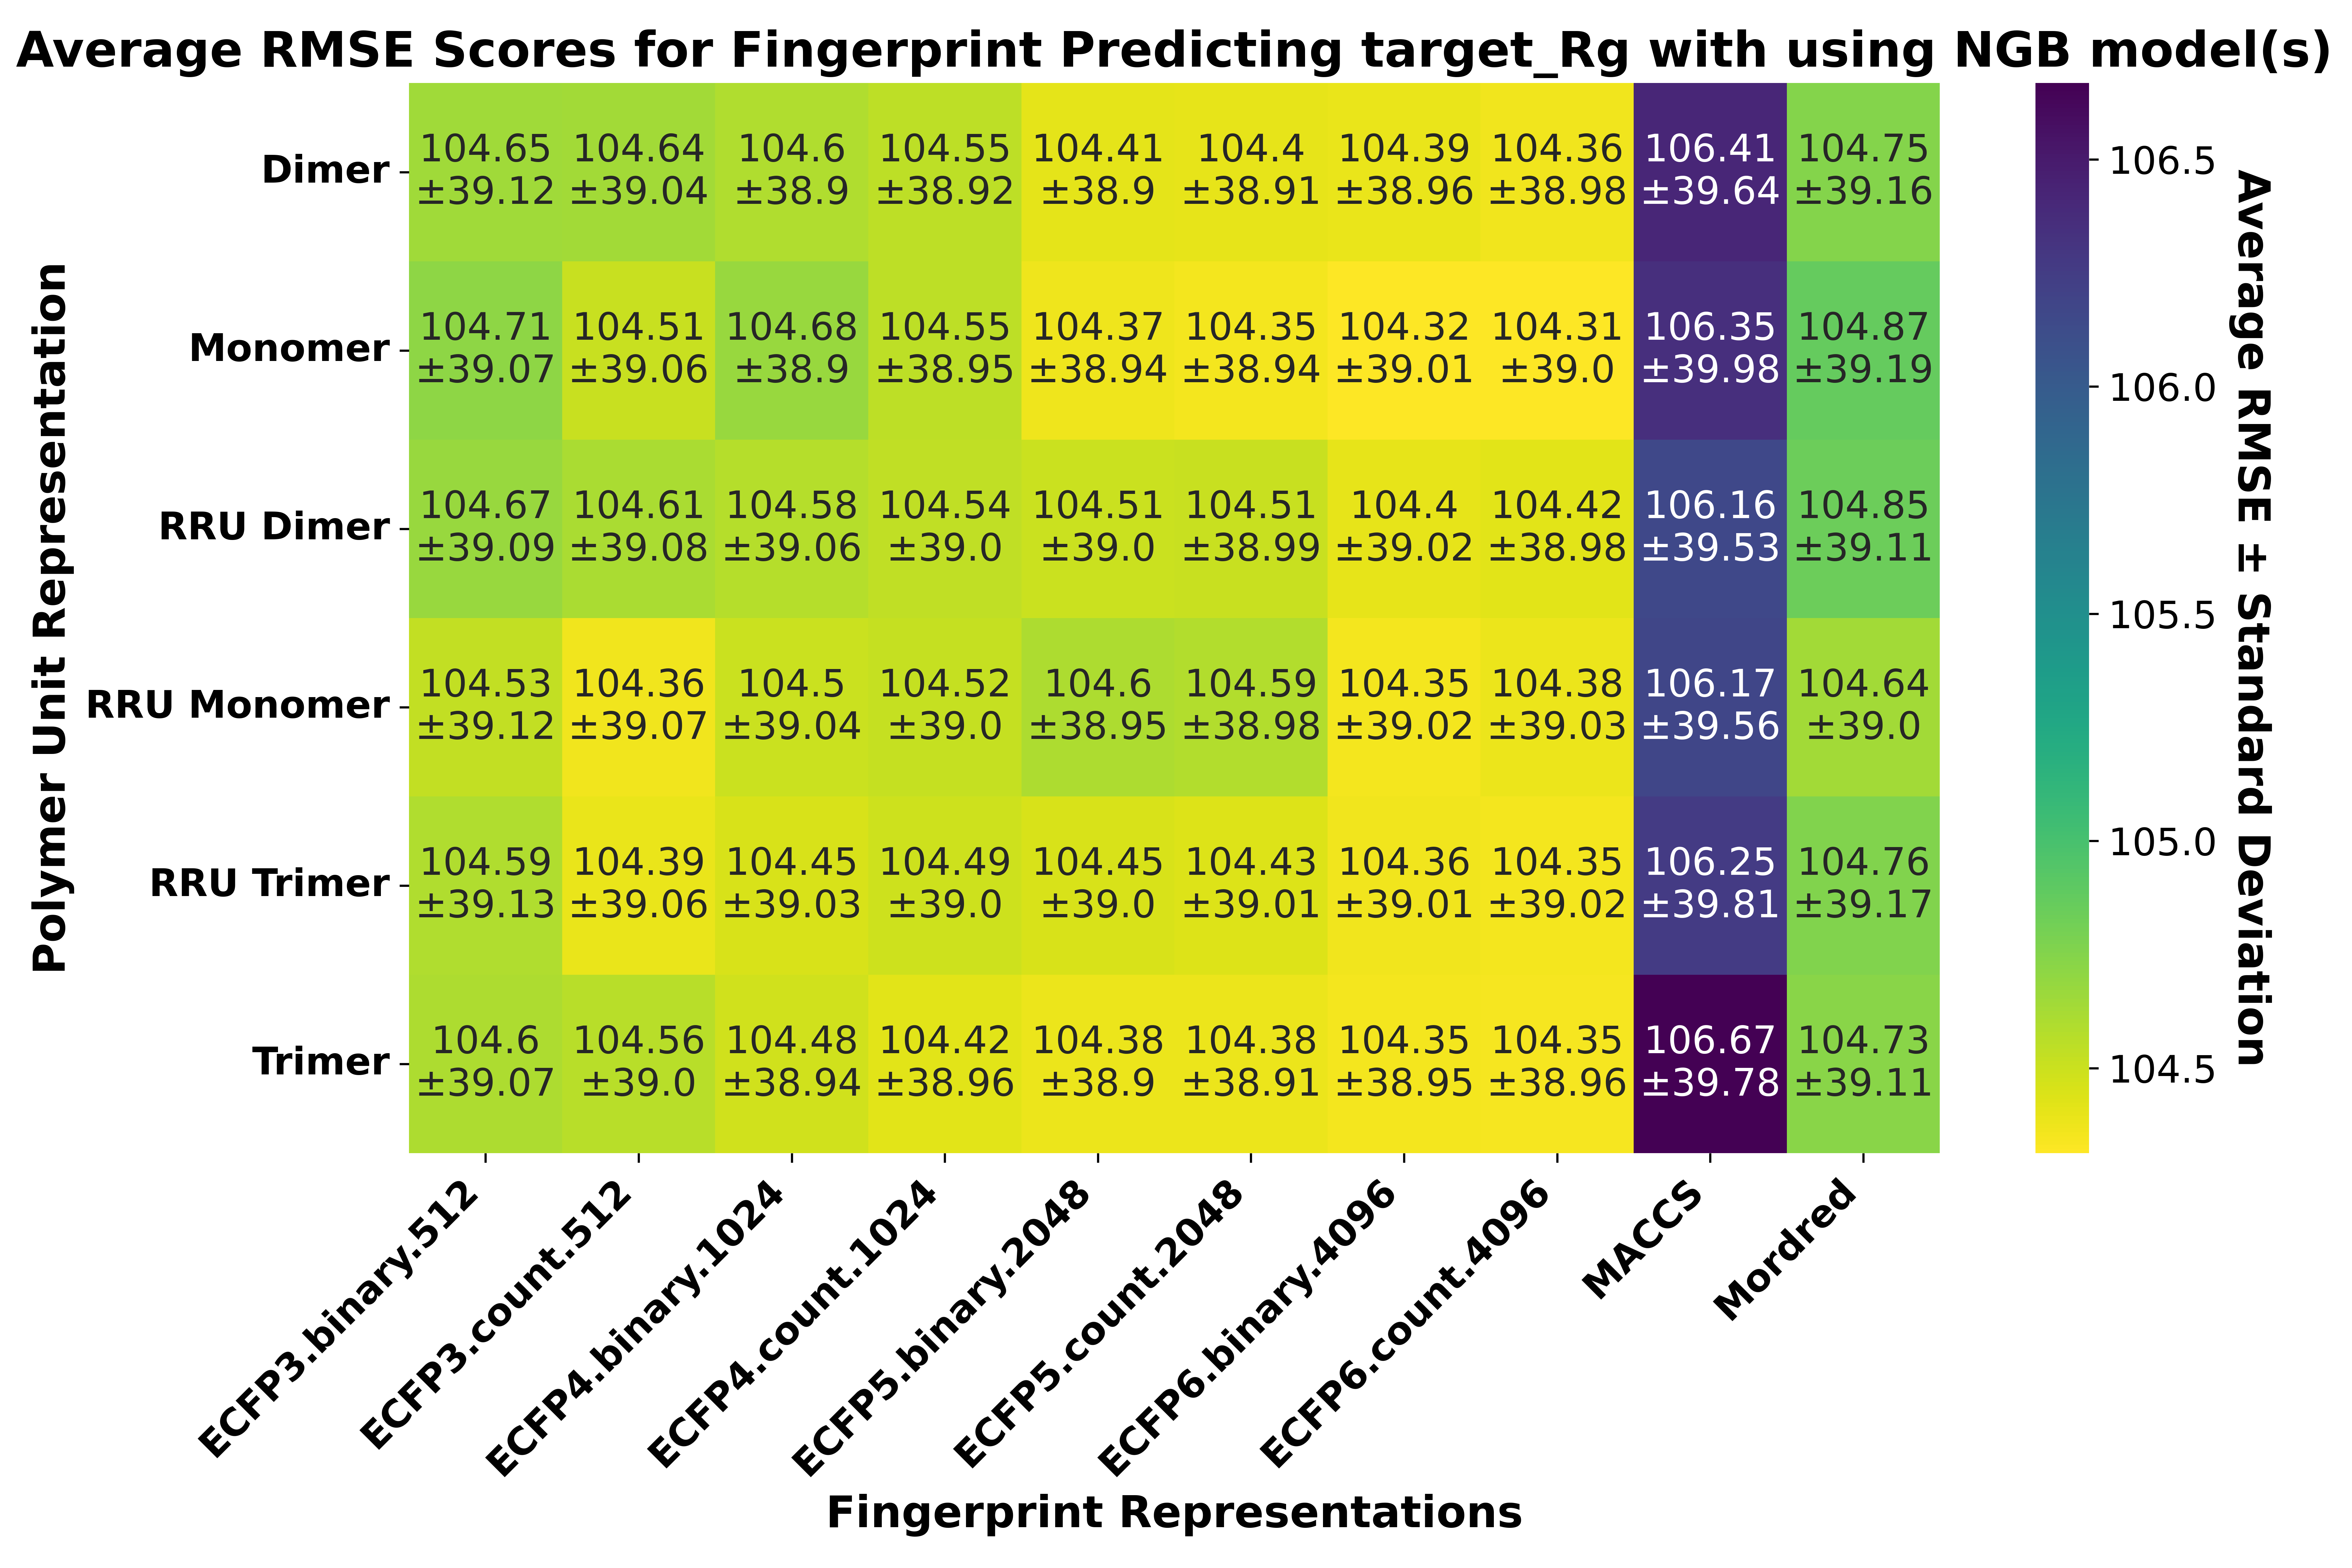 Average RMSE Scores for Fingerprint Predicting target_Rg with using NGB model(s)
Polymer Unit Representation
Dimer
104.65 104.64 104.6 104.55 104.41 104.4 104.39 104.36 106.41 104.75
±39.12 ±39.04 ±38.9 ±38.92 ±38.9 ±38.91 ±38.96 ±38.98 ±39.64 ±39.16
Monomer
104.71 104.51 104.68 104.55 104.37 104.35 104.32 104.31 106.35 104.87
±39.07 ±39.06 ±38.9 ±38.95 ±38.94 ±38.94 ±39.01 ±39.0 ±39.98 ±39.19
RRU Dimer
104.67 104.61 104.58 104.54 104.51 104.51 104.4 104.42 106.16 104.85
±39.09 ±39.08 ±39.06 ±39.0 ±39.0 ±38.99 ±39.02 ±38.98 ±39.53 ±39.11
RRU Monomer
104.53 104.36 104.5 104.52 104.6 104.59 104.35 104.38 106.17 104.64
±39.12 ±39.07 ±39.04 ±39.0 ±38.95 ±38.98 ±39.02 ±39.03 ±39.56 ±39.0
RRU Trimer
104.59 104.39 104.45 104.49 104.45 104.43 104.36 104.35 106.25 104.76
±39.13 ±39.06 ±39.03 ±39.0 ±39.0 ±39.01 ±39.01 ±39.02 ±39.81 ±39.17
Trimer
104.6 104.56 104.48 104.42 104.38 104.38 104.35 104.35 106.67 104.73
±39.07 ±39.0 ±38.94 ±38.96 ±38.9 ±38.91 ±38.95 ±38.96 ±39.78 ±39.11
ECFP3.binary.512
ECFP3.count.512
ECFP4.binary.1024
ECFP4.count.1024
ECFP5.binary.2048
ECFP5.count.2048
ECFP6.binary.4096
ECFP6.count.4096
MACCS
Mordred
Fingerprint Representations
106.5
106.0
105.5
105.0
104.5
Average RMSE ± Standard Deviation